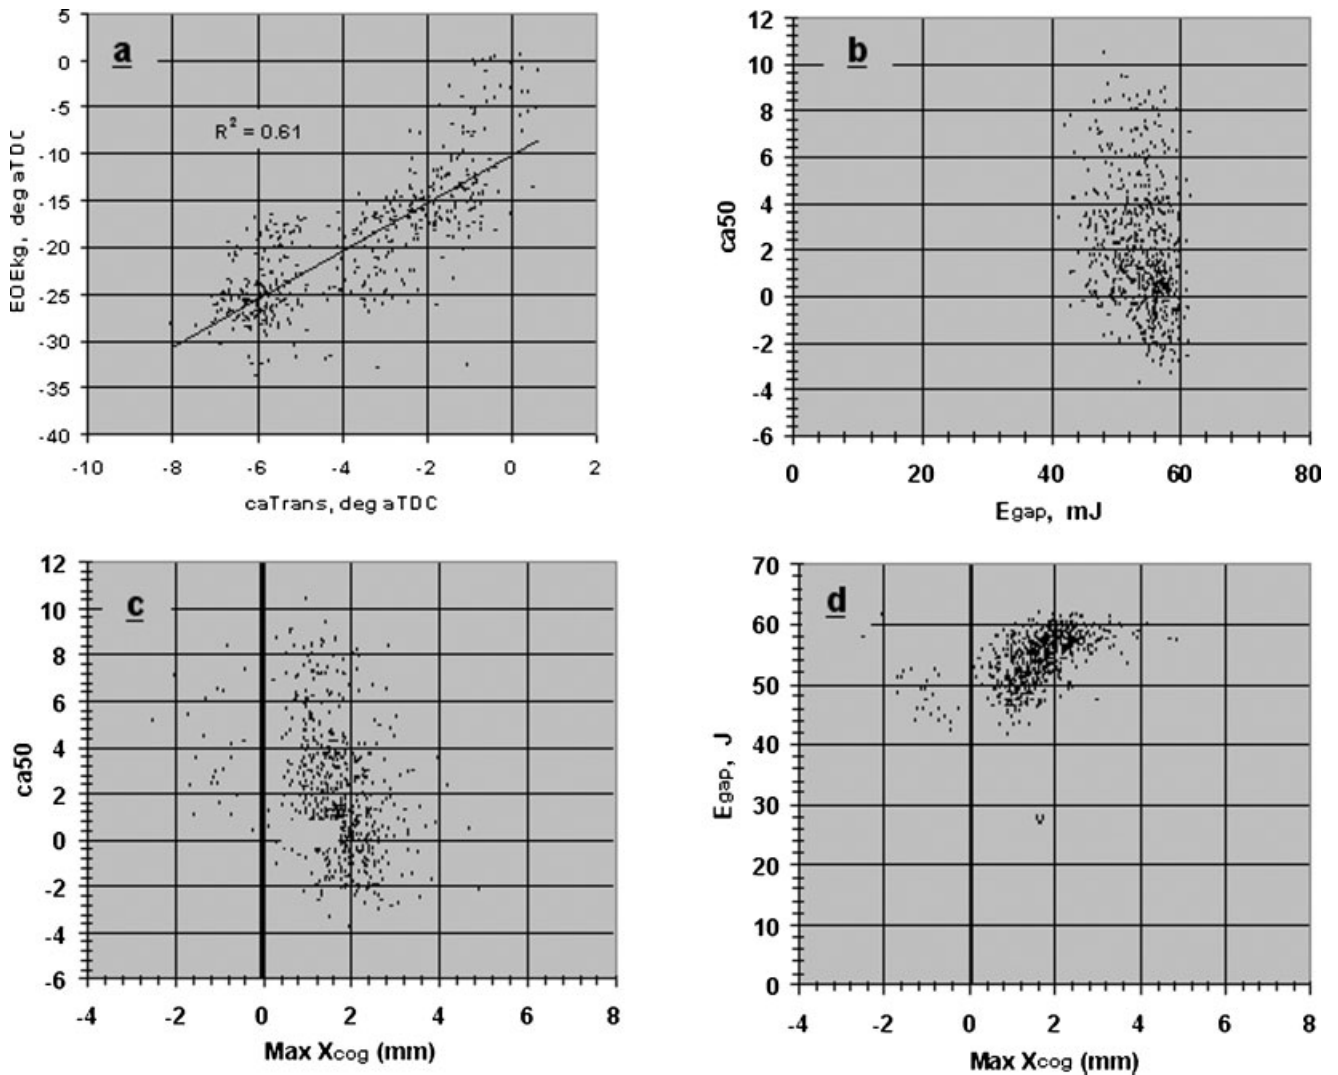 a
R² = 0.61
EOEkg, deg aTDC
5
0
-5
-10
-15
-20
-25
-30
-35
-40
-10 -8 -6 -4 -2 0 2
caTrans, deg aTDC
b
ca50
12
10
8
6
4
2
0
-2
-4
-6
0 20 40 60 80
Egap, mJ
c
ca50
12
10
8
6
4
2
0
-2
-4
-6
-4 -2 0 2 4 6 8
Max Xcog (mm)
d
Egap, J
70
60
50
40
30
20
10
0
-4 -2 0 2 4 6 8
Max Xcog (mm)